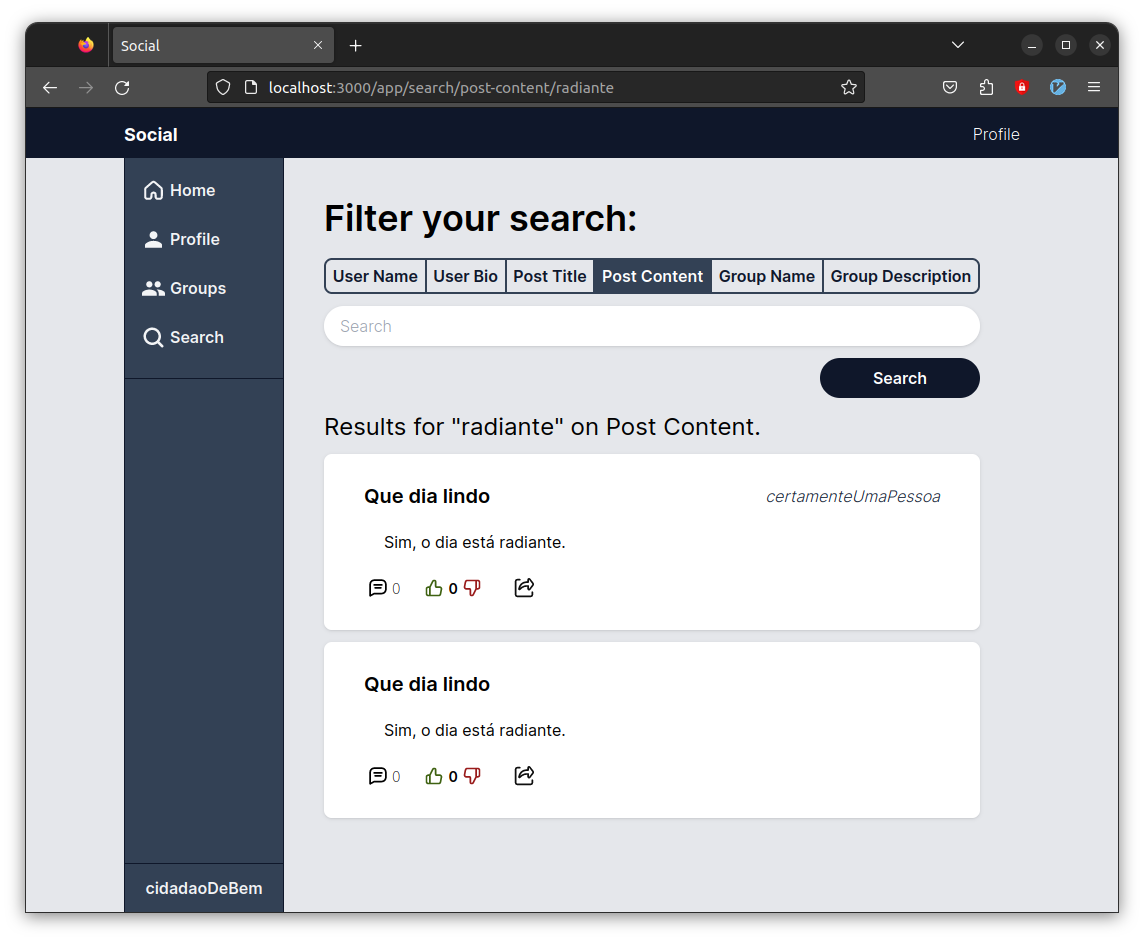 Social
localhost:3000/app/search/post-content/radiante
Social
Profile
Home
Profile
Groups
Search
cidadaoDeBem
Filter your search:
User Name User Bio Post Title Post Content Group Name Group Description
Search
Search
Results for "radiante" on Post Content.
Que dia lindo certamenteUmaPessoa
Sim, o dia está radiante.
0 0
Que dia lindo
Sim, o dia está radiante.
0 0